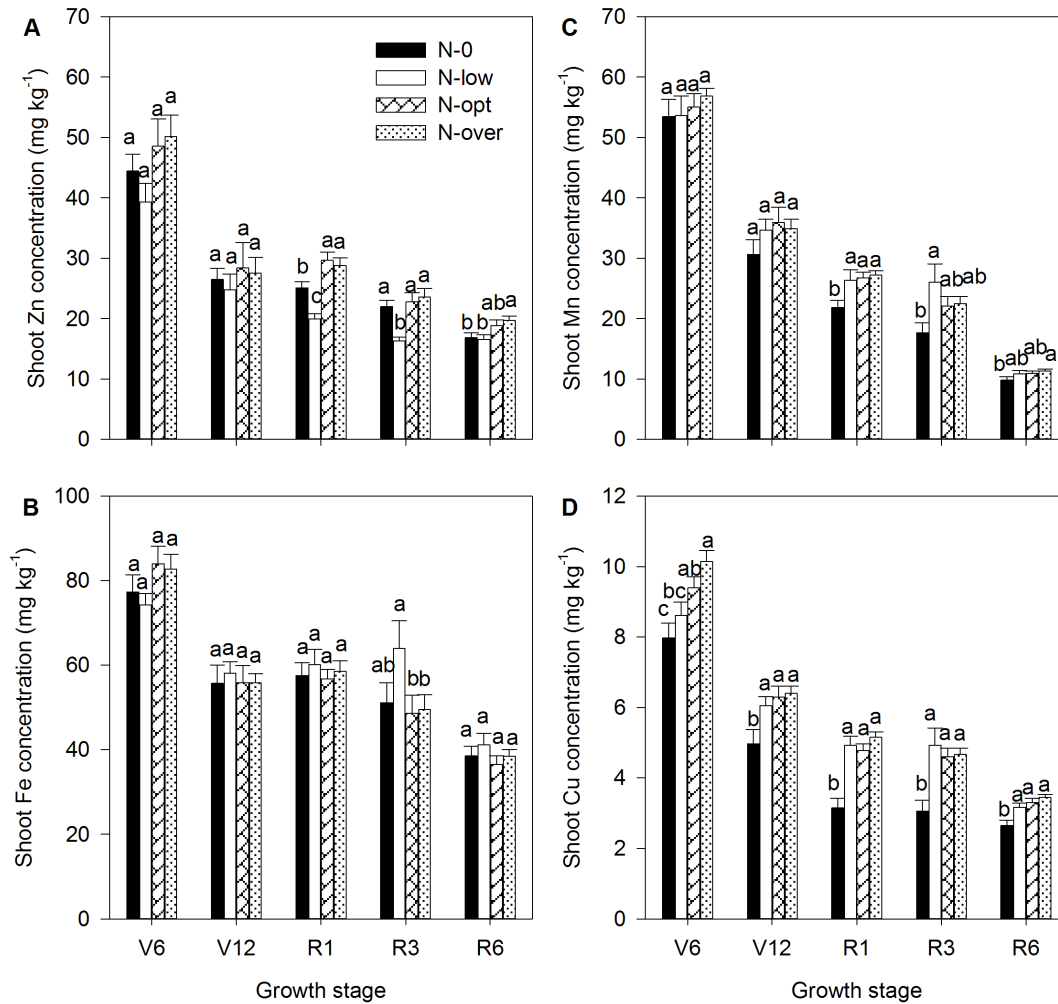 A
Shoot Zn concentration (mg kg-1)
70
60
50
40
30
20
10
0
N-0
N-low
N-opt
N-over
a a a a
a a a a
b c a a
a b a a
b b ab a
C
Shoot Mn concentration (mg kg-1)
70
60
50
40
30
20
10
0
a a a a
a a a a
b a a a
b a ab ab
b ab ab a
B
Shoot Fe concentration (mg kg-1)
100
80
60
40
20
0
a a a a
a a a a
a a a a
ab a b b
a a a a
V6 V12 R1 R3 R6
Growth stage
D
Shoot Cu concentration (mg kg-1)
12
10
8
6
4
2
0
c bc ab a
b a a a
b a a a
b a a a
b a a a
V6 V12 R1 R3 R6
Growth stage